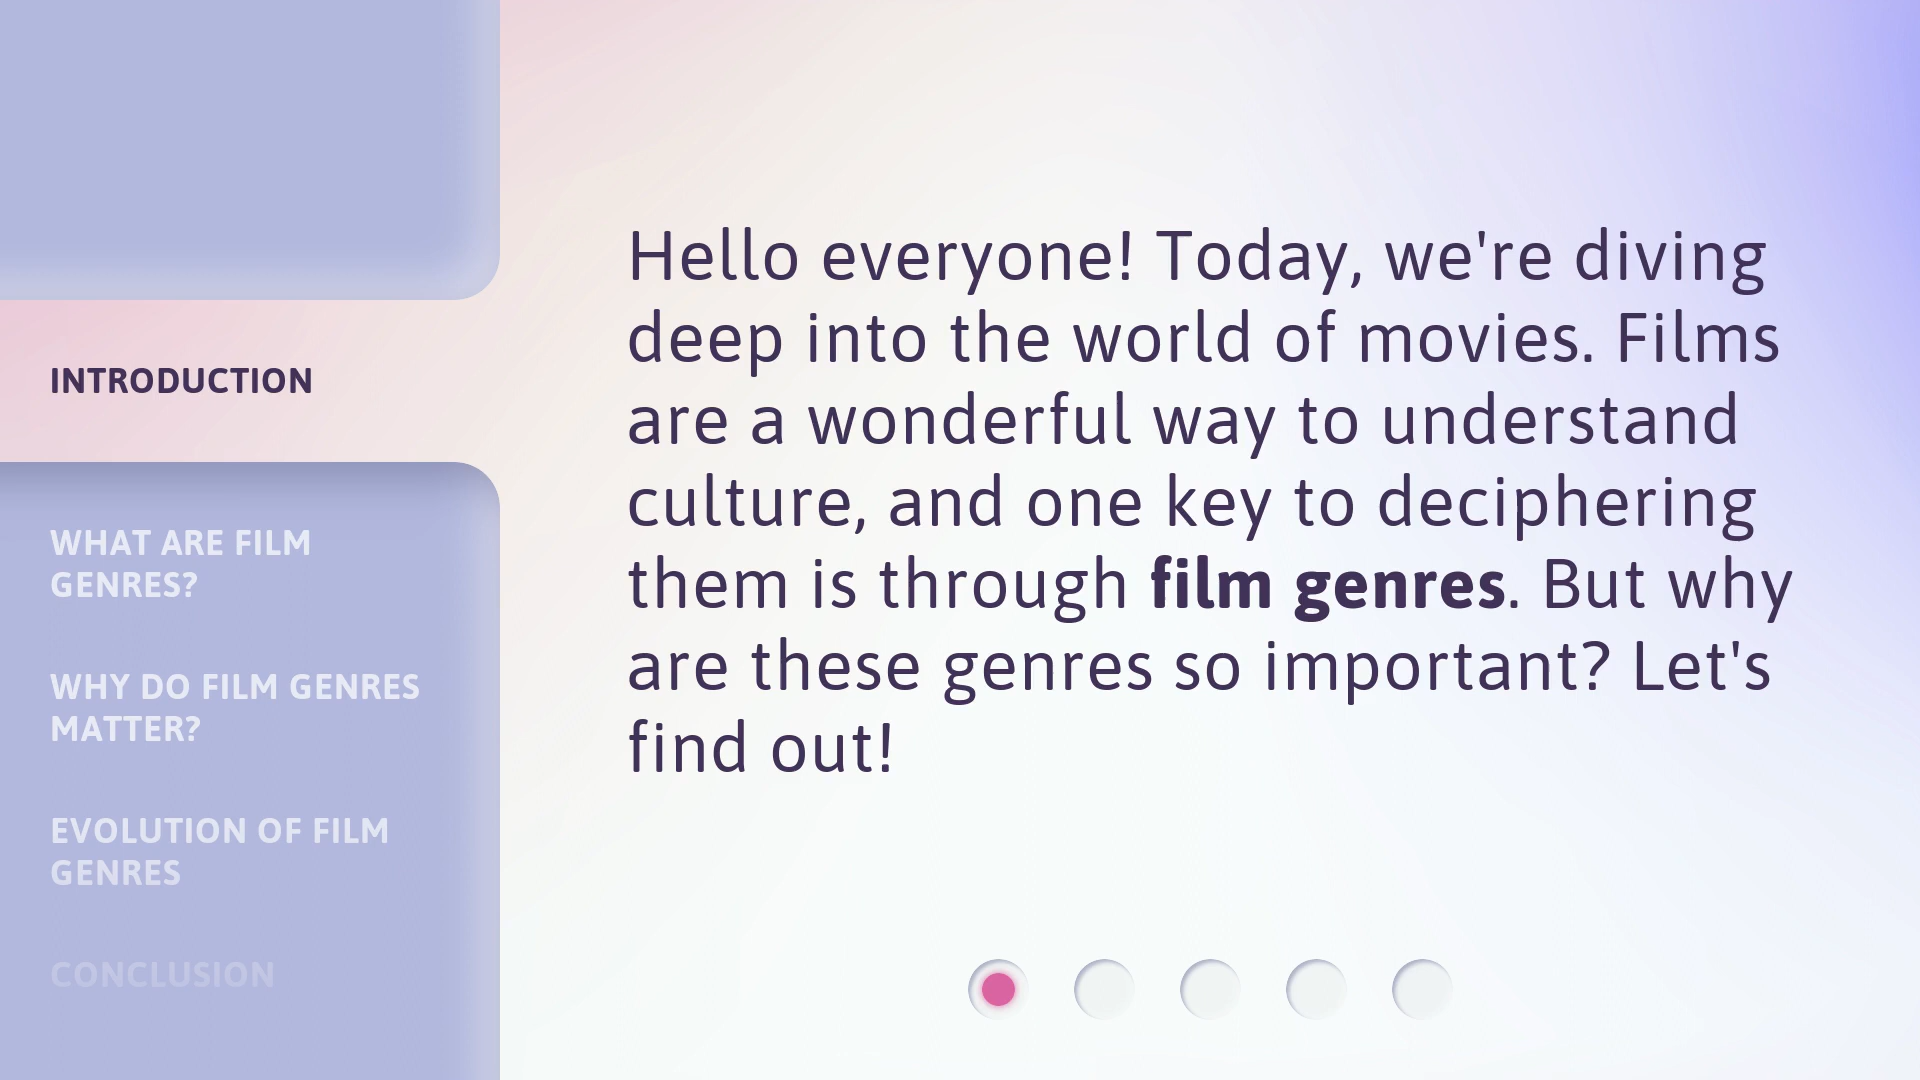 INTRODUCTION
WHAT ARE FILM
GENRES?
WHY DO FILM GENRES
MATTER?
EVOLUTION OF FILM
GENRES
CONCLUSION
Hello everyone! Today, we're diving
deep into the world of movies. Films
are a wonderful way to understand
culture, and one key to deciphering
them is through film genres. But why
are these genres so important? Let's
find out!